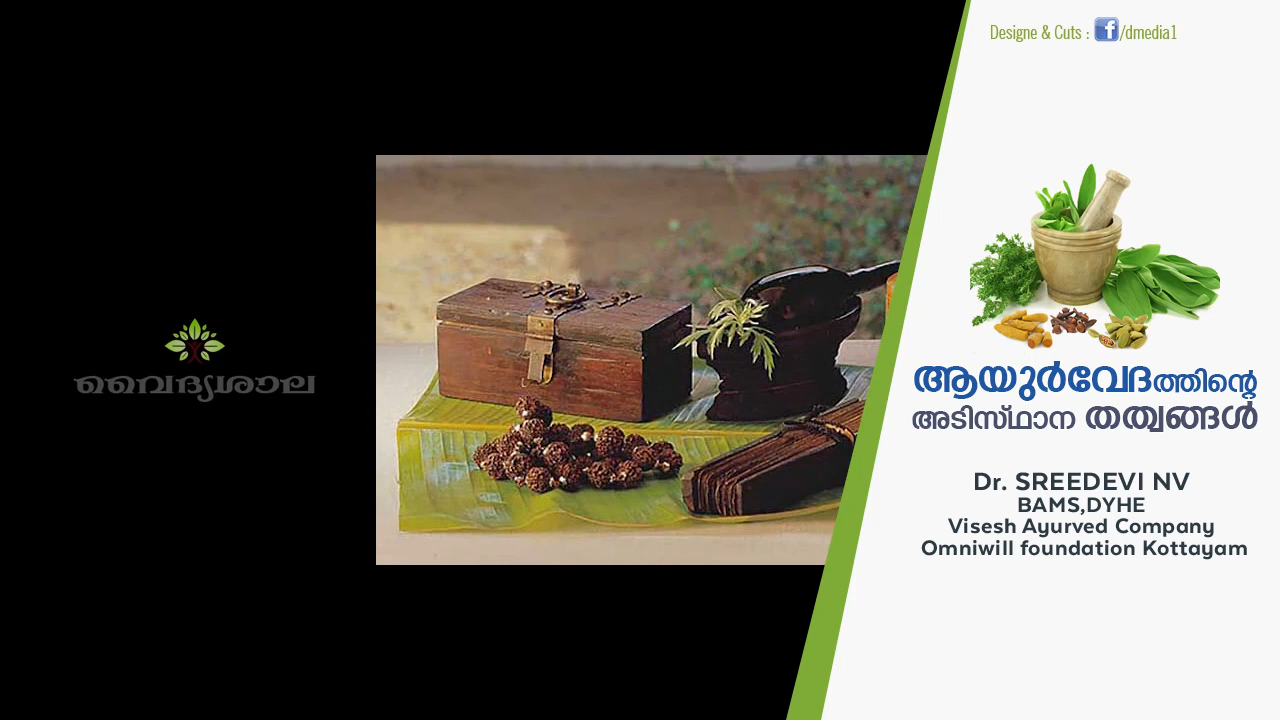 Designe & Cuts : f/dmedia1
വൈദ്യശാല
ആയുർവേദത്തിന്റെ
അടിസ്ഥാന തത്വങ്ങൾ
Dr. SREEDEVI NV
BAMS,DYHE
Visesh Ayurved Company
Omniwill foundation Kottayam